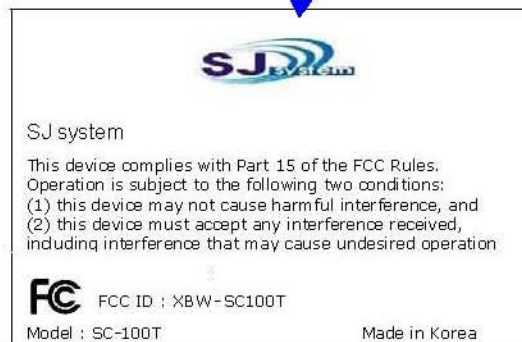 SJ system
SJ system
This device complies with Part 15 of the FCC Rules.
Operation is subject to the following two conditions:
(1) this device may not cause harmful interference, and
(2) this device must accept any interference received,
including interference that may cause undesired operation
FC FCC ID : XBW-SC100T
Model : SC-100T Made in Korea